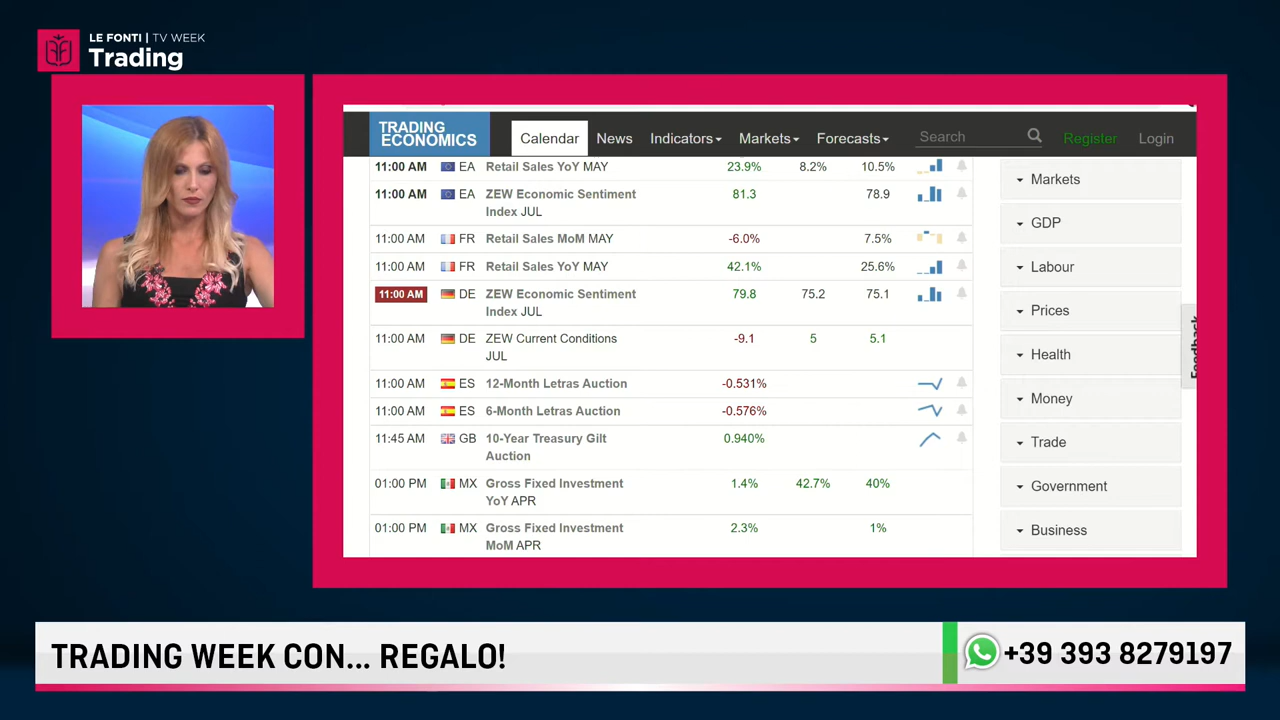 LE FONTI | TV WEEK
Trading
TRADING
ECONOMICS
Calendar News Indicators Markets Forecasts Search Register Login
11:00 AM EA Retail Sales YoY MAY 23.9% 8.2% 10.5%
11:00 AM EA ZEW Economic Sentiment 81.3 78.9
Index JUL
11:00 AM FR Retail Sales MoM MAY -6.0% 7.5%
11:00 AM FR Retail Sales YoY MAY 42.1% 25.6%
11:00 AM DE ZEW Economic Sentiment 79.8 75.2 75.1
Index JUL
11:00 AM DE ZEW Current Conditions -9.1 5 5.1
JUL
11:00 AM ES 12-Month Letras Auction -0.531%
11:00 AM ES 6-Month Letras Auction -0.576%
11:45 AM GB 10-Year Treasury Gilt 0.940%
Auction
01:00 PM MX Gross Fixed Investment 1.4% 42.7% 40%
YoY APR
01:00 PM MX Gross Fixed Investment 2.3% 1%
MoM APR
Markets
GDP
Labour
Prices
Health
Money
Trade
Government
Business
Feedback
TRADING WEEK CON... REGALO!
+39 393 8279197